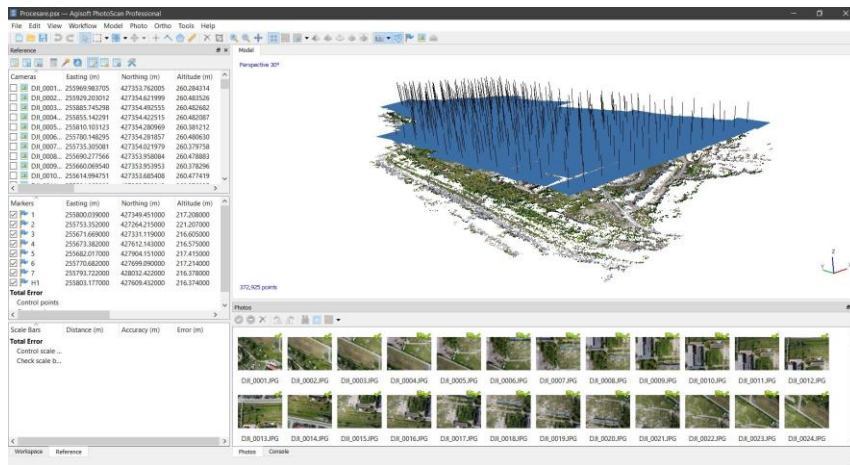 Procesare.psx — Agisoft PhotoScan Professional
File Edit View Workflow Model Photo Ortho Tools Help
Reference
Model
Perspective 30°
Cameras Easting (m) Northing (m) Altitude (m)
DJI_0001... 255969.983705 427353.762005 260.284314
DJI_0002... 255929.203012 427354.621999 260.483526
DJI_0003... 255885.745298 427354.492555 260.482682
DJI_0004... 255855.142291 427354.422515 260.482087
DJI_0005... 255810.103123 427354.280969 260.381212
DJI_0006... 255780.148295 427354.281857 260.480630
DJI_0007... 255735.305081 427354.021979 260.379758
DJI_0008... 255690.277566 427353.958084 260.478883
DJI_0009... 255660.069540 427353.953953 260.378296
DJI_0010... 255614.994751 427353.685408 260.477419
Markers Easting (m) Northing (m) Altitude (m)
1 255800.039000 427349.451000 217.208000
2 255753.352000 427264.215000 221.207000
3 255671.669000 427331.119000 216.605000
4 255673.382000 427612.143000 216.575000
5 255682.017000 427904.151000 217.415000
6 255770.682000 427699.090000 217.214000
7 255793.722000 428032.422000 216.378000
H1 255803.177000 427609.432000 216.374000
Total Error
Control points
Scale Bars Distance (m) Accuracy (m) Error (m)
Total Error
Control scale ...
Check scale b...
372,925 points
Z
Y
X
Photos
DJI_0001.JPG DJI_0002.JPG DJI_0003.JPG DJI_0004.JPG DJI_0005.JPG DJI_0006.JPG DJI_0007.JPG DJI_0008.JPG DJI_0009.JPG DJI_0010.JPG DJI_0011.JPG DJI_0012.JPG
DJI_0013.JPG DJI_0014.JPG DJI_0015.JPG DJI_0016.JPG DJI_0017.JPG DJI_0018.JPG DJI_0019.JPG DJI_0020.JPG DJI_0021.JPG DJI_0022.JPG DJI_0023.JPG DJI_0024.JPG
Workspace Reference
Photos Console